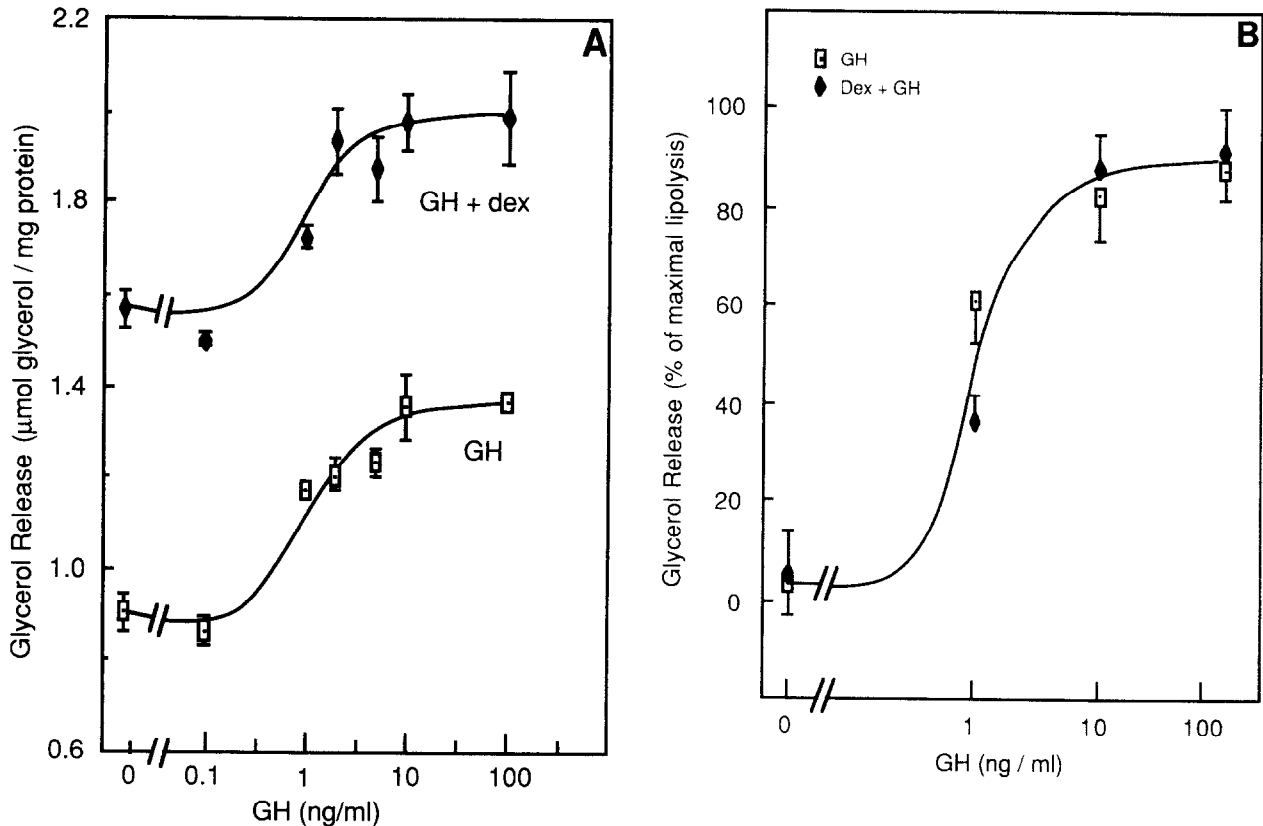 A
2.2
1.8
1.4
1.0
0.6
Glycerol Release (μmol glycerol / mg protein)
GH + dex
GH
0 0.1 1 10 100
GH (ng/ml)
B
GH
Dex + GH
100
80
60
40
20
0
Glycerol Release (% of maximal lipolysis)
0 1 10 100
GH (ng / ml)